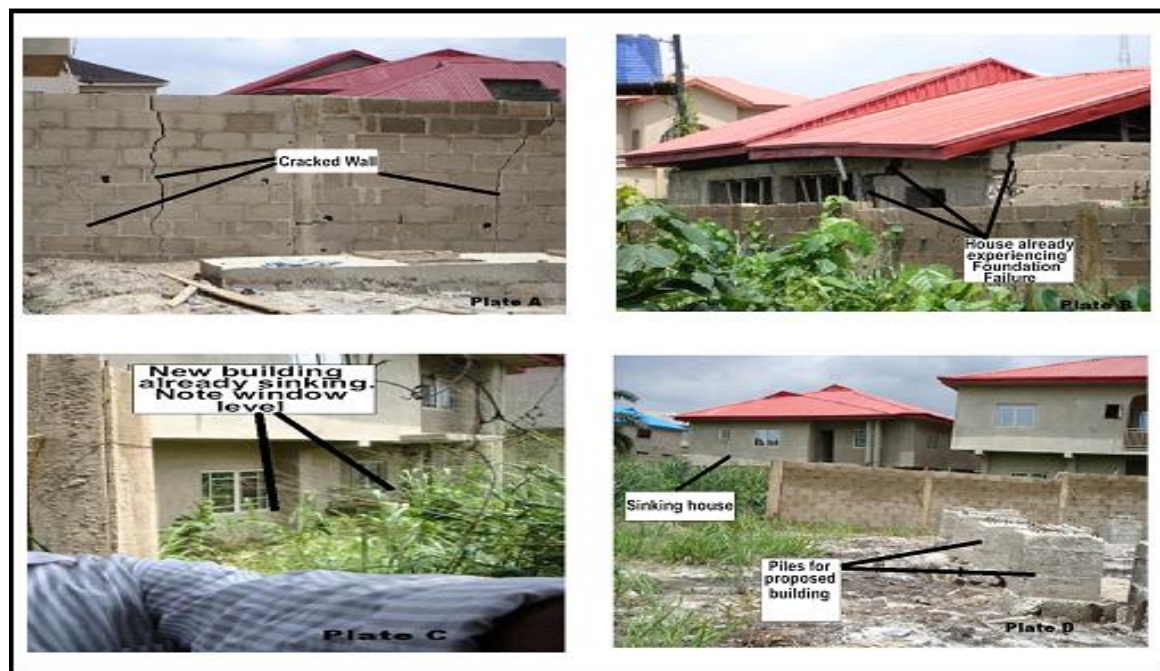 Cracked Wall
Plate A
House already
experiencing
Foundation
Failure
Plate B
New building
already sinking.
Note window
level
Plate C
Sinking house
Piles for
proposed
building
Plate D